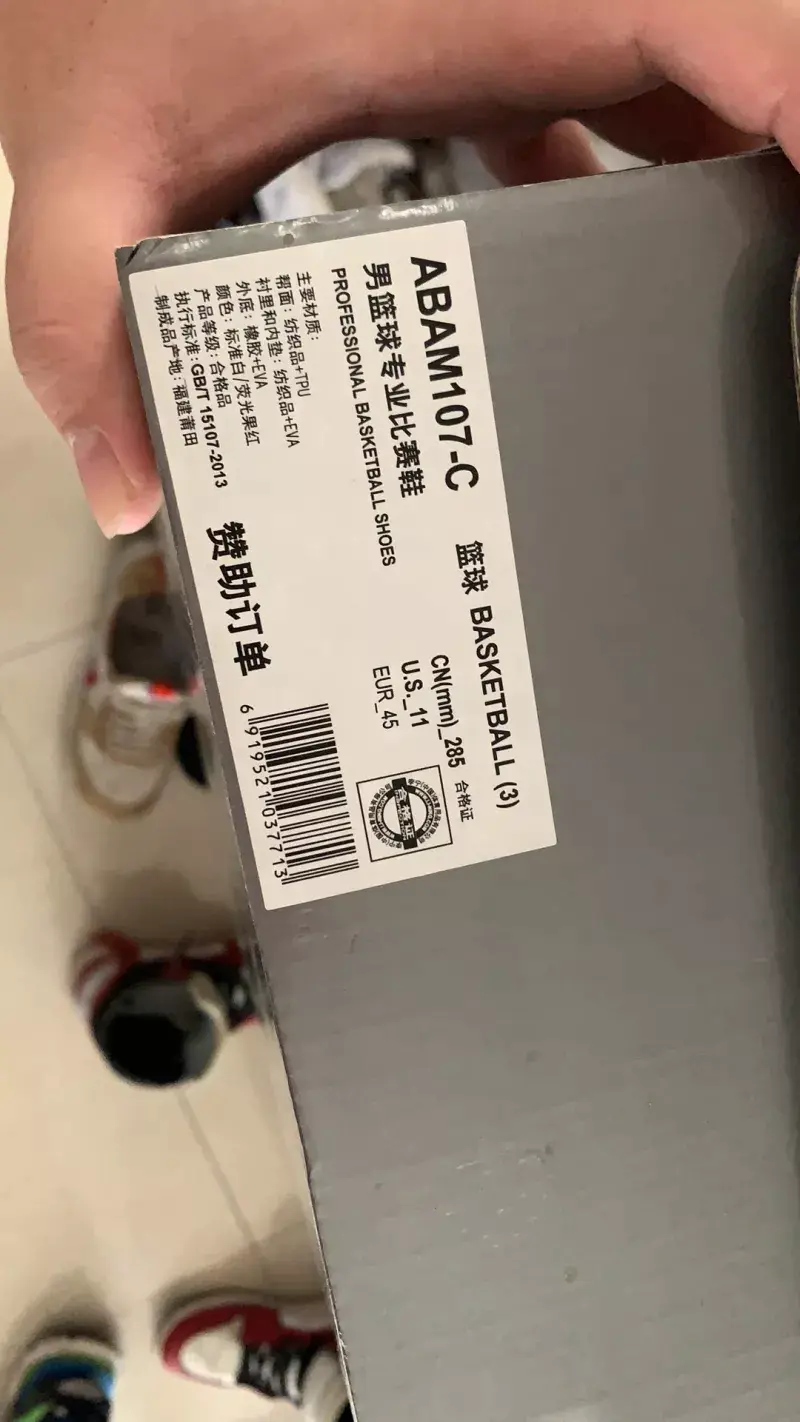 ABAM107-C
篮球 BASKETBALL (3)
男篮球专业比赛鞋
PROFESSIONAL BASKETBALL SHOES
CN(mm)_285
合格证
U.S._11
EUR_45
主要材质:
帮面: 纺织品+TPU
衬里和内垫: 纺织品+EVA
外底: 橡胶+EVA
颜色: 标准白/荧光果红
产品等级: 合格品
执行标准: GB/T 15107-2013
制成品产地: 福建莆田
赞助订单
合格证
6 919521 037713